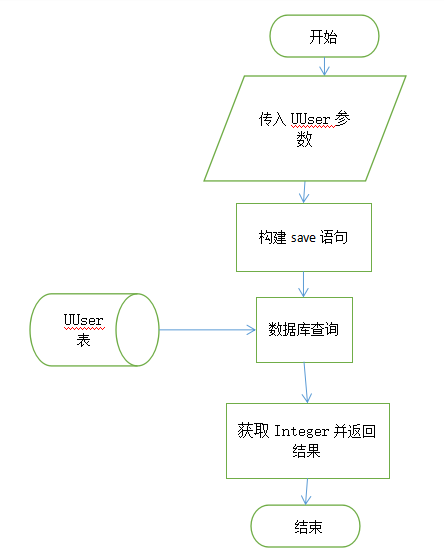 开始
传入 UUser 参
数
构建 save 语句
UUser
表
数据库查询
获取 Integer 并返回
结果
结束